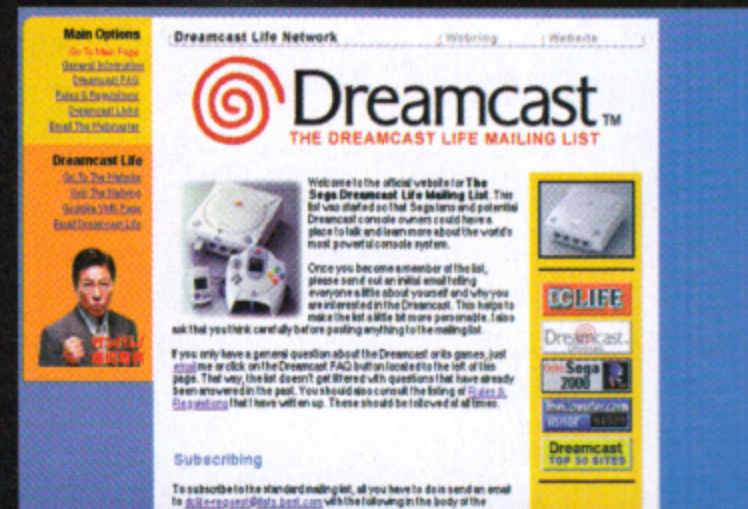 Main Options
Go To Main Page
General Information
Dreamcast FAQ
Rules & Regulations
Dreamcast Links
Email The Webmaster
Dreamcast Life
Go To The Website
Join The Webring
Email Dreamcast Life
Dreamcast Life Network
Webring
Website
Dreamcast™
THE DREAMCAST LIFE MAILING LIST
Welcome to the official website for The
Sega Dreamcast Life Mailing List. This
list was started so that Sega fans and potential
Dreamcast console owners could have a
place to talk and learn more about the world's
most powerful console system.
Once you become a member of the list,
please send out an initial email telling
everyone a little about yourself and why you
are interested in the Dreamcast. This helps to
make the list a little bit more personable. I also
ask that you think carefully before posting anything to the mailing list.
If you only have a general question about the Dreamcast or its games, just
email me or click on the Dreamcast FAQ button located to the left of this
page. That way, the list doesn't get littered with questions that have already
been answered in the past. You should also consult the listing of Rules &
Regulations that I have written up. These should be followed at all times.
Subscribing
To subscribe to the standard mailing list, all you have to do is send an email
to dclife-request@lists.best.com with the following in the body of the
DC LIFE
Dreamcast.
Sega
2000
Dreamcast
TOP 50 SITES